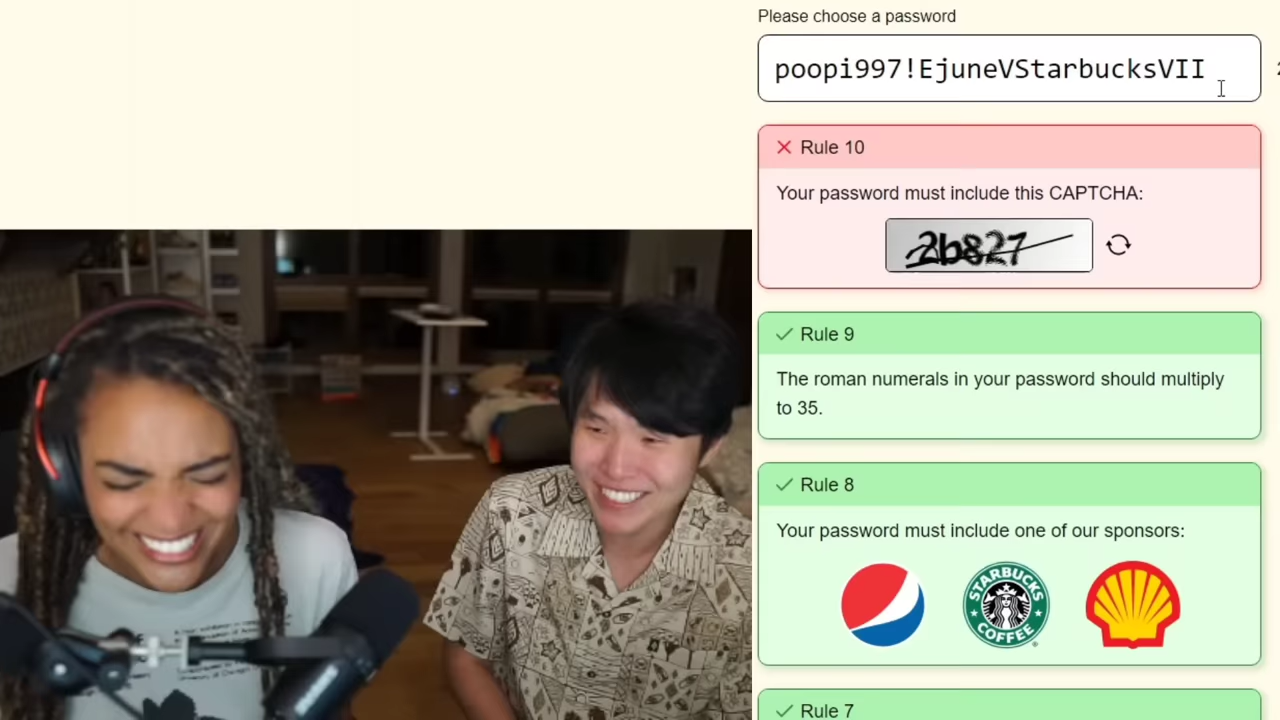 Please choose a password
poopi997!EjuneVStarbucksVII
Rule 10
Your password must include this CAPTCHA:
2b827
Rule 9
The roman numerals in your password should multiply
to 35.
Rule 8
Your password must include one of our sponsors:
STARBUCKS
COFFEE
Rule 7